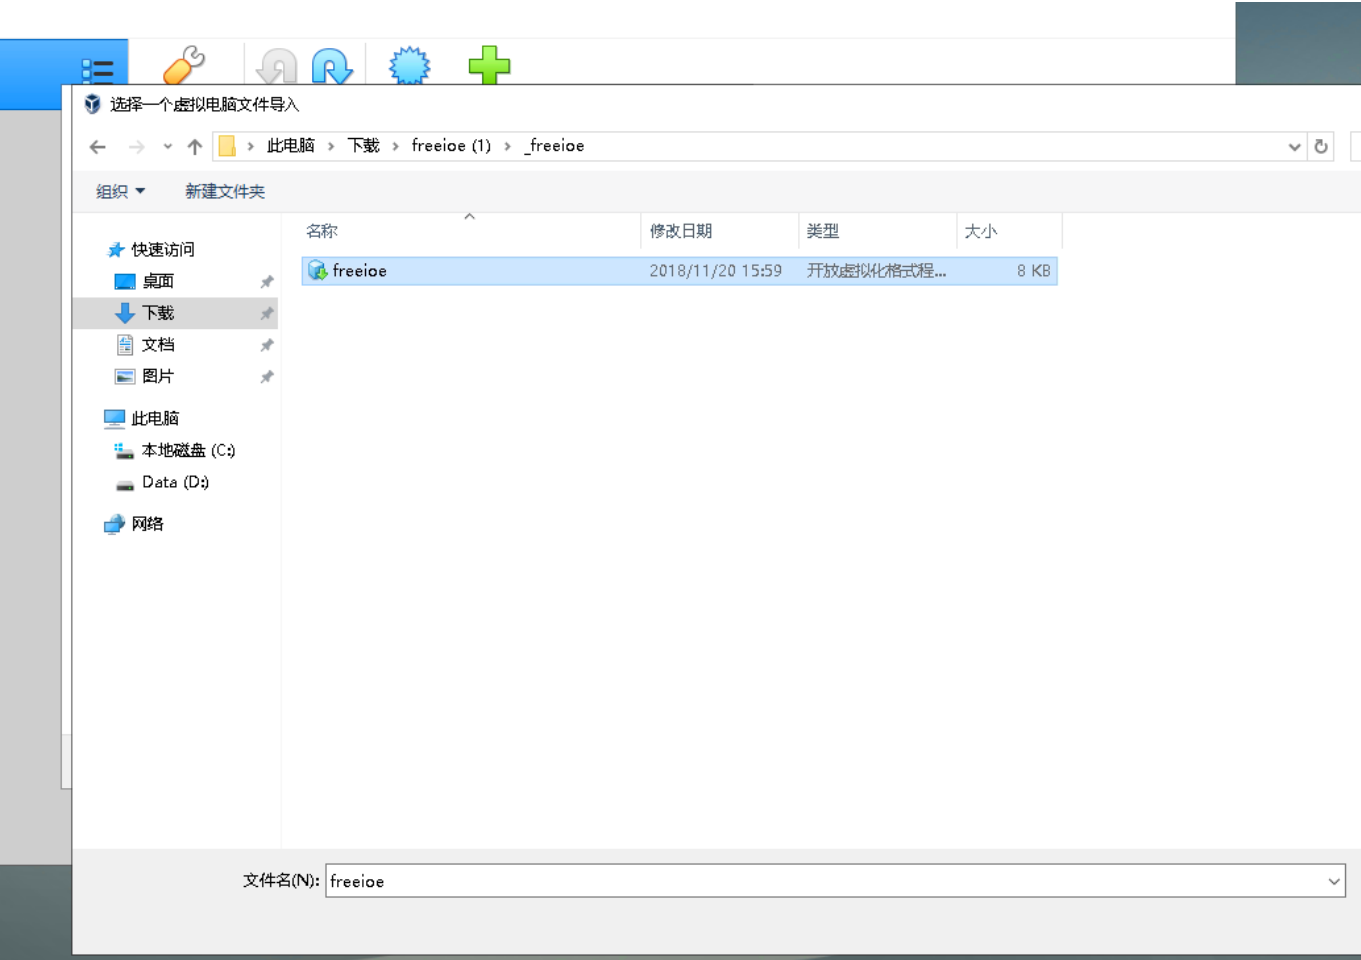 选择一个虚拟电脑文件导入
此电脑 下载 freeioe (1) _freeioe
组织 新建文件夹
名称 修改日期 类型 大小
快速访问
桌面
下载
文档
图片
此电脑
本地磁盘 (C:)
Data (D:)
网络
freeioe 2018/11/20 15:59 开放虚拟化格式程... 8 KB
文件名(N): freeioe